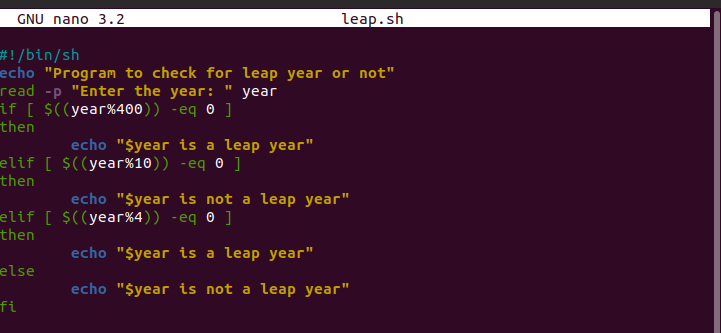 GNU nano 3.2 leap.sh
#!/bin/sh
echo "Program to check for leap year or not"
read -p "Enter the year: " year
if [ $((year%400)) -eq 0 ]
then
        echo "$year is a leap year"
elif [ $((year%10)) -eq 0 ]
then
        echo "$year is not a leap year"
elif [ $((year%4)) -eq 0 ]
then
        echo "$year is a leap year"
else
        echo "$year is not a leap year"
fi